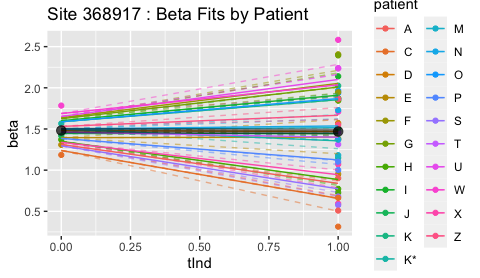 Site 368917 : Beta Fits by Patient
beta
2.5
2.0
1.5
1.0
0.5
0.00
0.25
0.50
0.75
1.00
tInd
patient
A
C
D
E
F
G
H
I
J
K
K*
M
N
O
P
S
T
U
W
X
Z